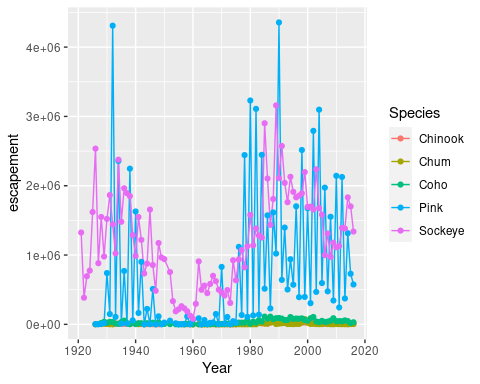 4e+06
3e+06
2e+06
1e+06
0e+00
escapement
1920 1940 1960 1980 2000 2020
Year
Species
Chinook
Chum
Coho
Pink
Sockeye